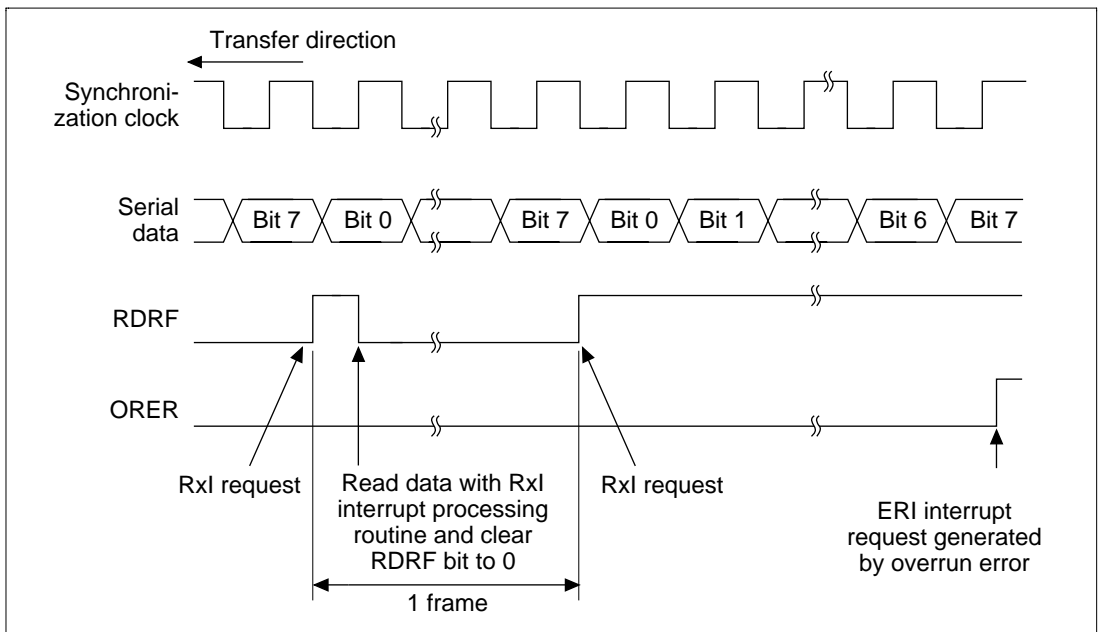 Transfer direction
Synchroni-
zation clock
Serial
data
Bit 7 Bit 0 Bit 7 Bit 0 Bit 1 Bit 6 Bit 7
RDRF
ORER
RxI request
Read data with RxI
interrupt processing
routine and clear
RDRF bit to 0
RxI request
ERI interrupt
request generated
by overrun error
1 frame